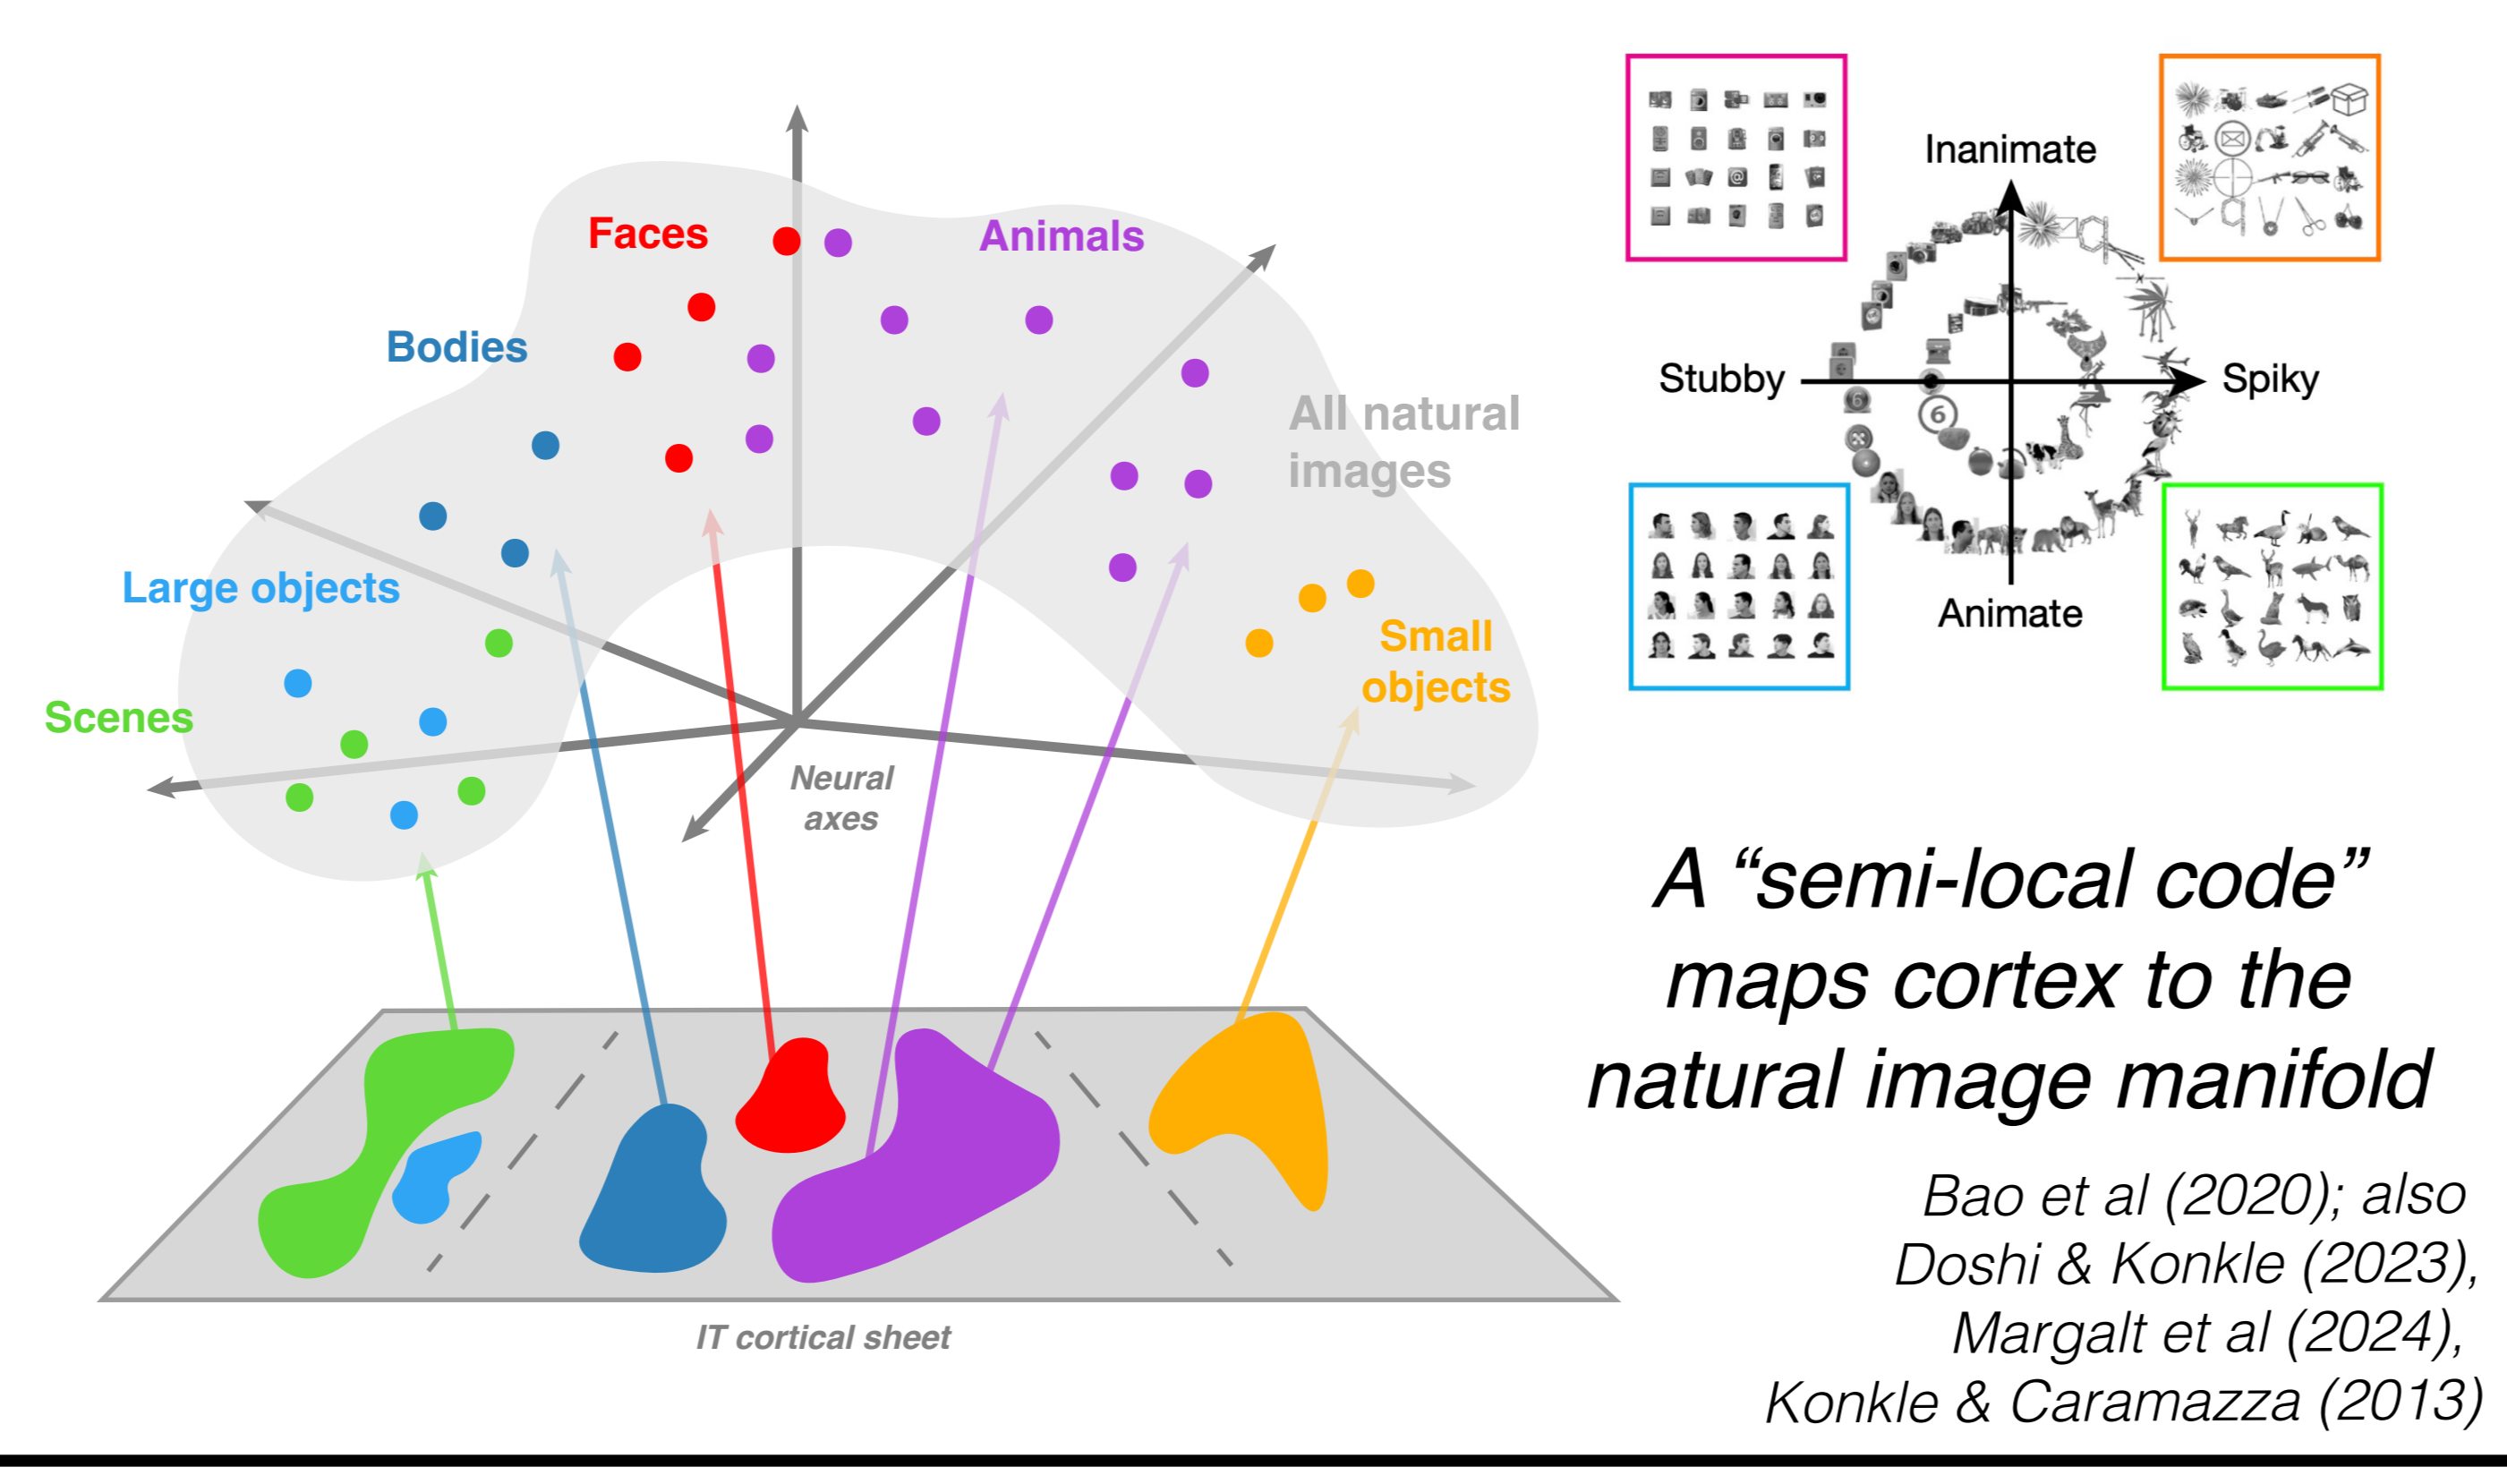 Faces
Animals
Bodies
All natural
images
Large objects
Small
objects
Scenes
Neural
axes
IT cortical sheet
Inanimate
Stubby
Spiky
Animate
6
6
@
A “semi-local code”
maps cortex to the
natural image manifold
Bao et al (2020); also
Doshi & Konkle (2023),
Margalt et al (2024),
Konkle & Caramazza (2013)